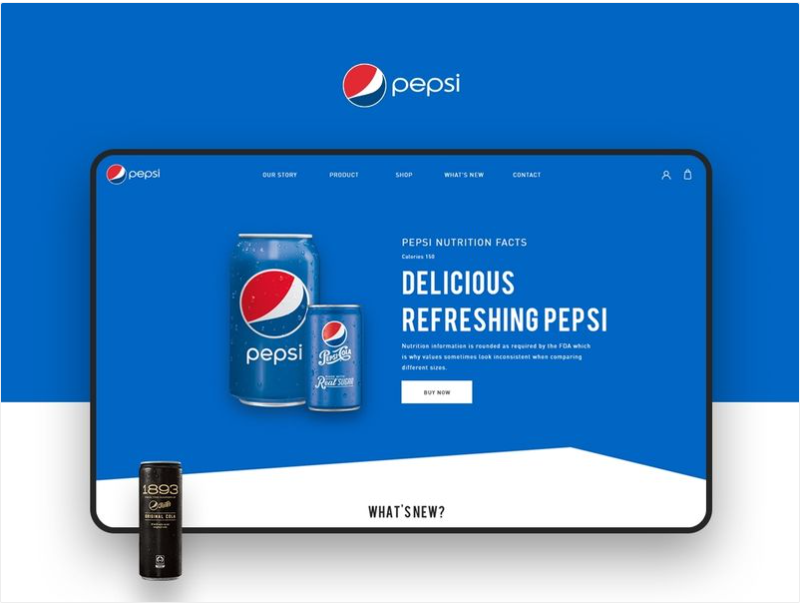 pepsi
pepsi
OUR STORY
PRODUCT
SHOP
WHAT'S NEW
CONTACT
PEPSI NUTRITION FACTS
Calories 150
DELICIOUS
REFRESHING PEPSI
Nutrition information is rounded as required by the FDA which
is why values sometimes look inconsistent when comparing
different sizes.
BUY NOW
pepsi
Pepsi-Cola
Real SUGAR
1893
ORIGINAL COLA
WHAT'S NEW?